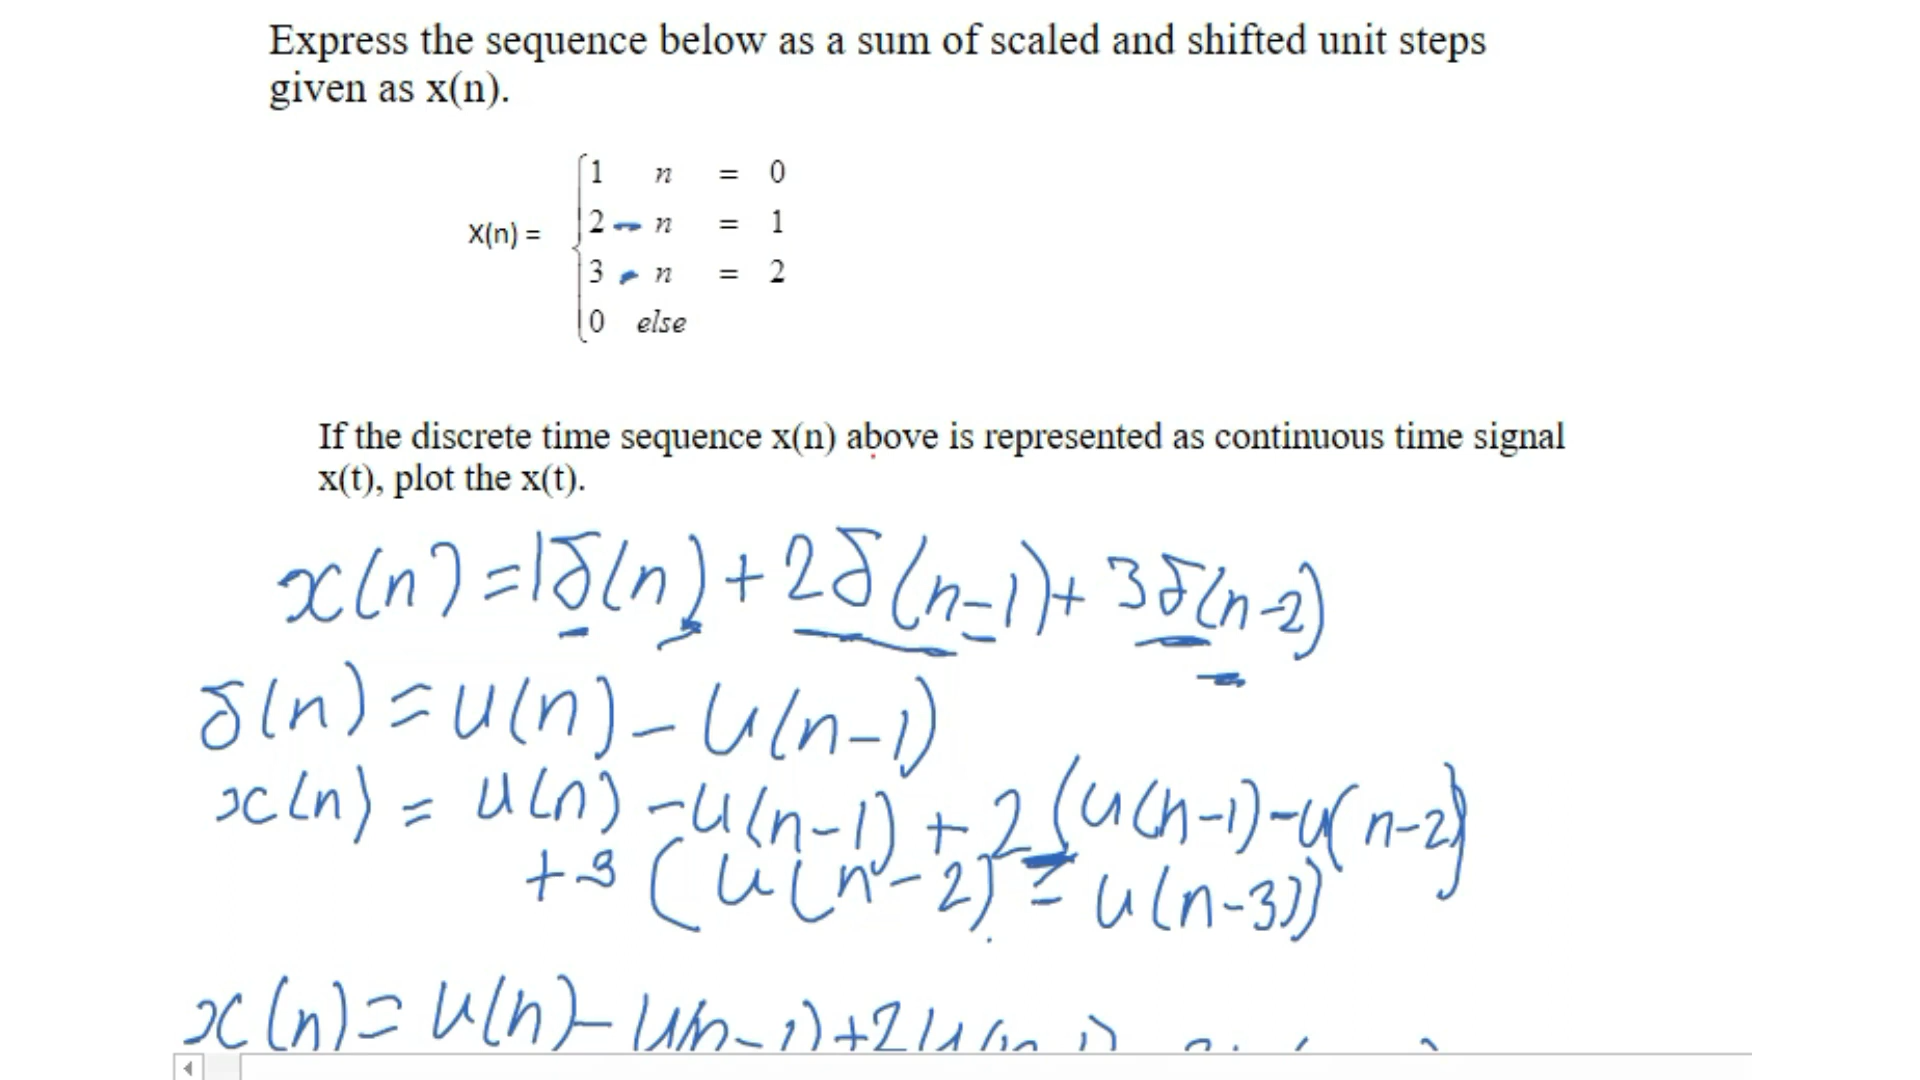 Express the sequence below as a sum of scaled and shifted unit steps
given as x(n).
1 n = 0
X(n) = 2 n = 1
3 n = 2
0 else
If the discrete time sequence x(n) above is represented as continuous time signal
x(t), plot the x(t).
x(n) = 1δ(n) + 2δ(n-1) + 3δ(n-2)
δ(n) = u(n) - u(n-1)
x(n) = u(n) - u(n-1) + 2(u(n-1) - u(n-2)
+3 (u(n-2) - u(n-3))
x(n) = u(n) - u(n-1) + 2u(n-1)